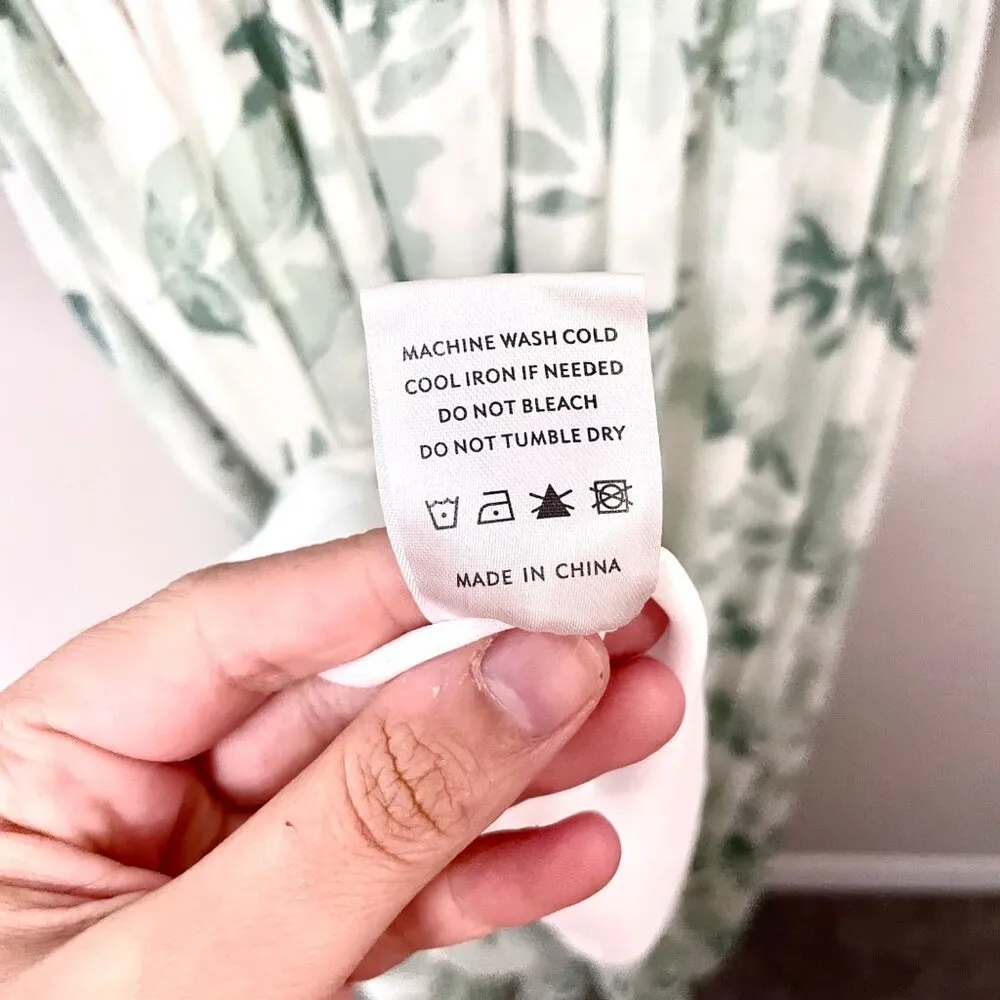 MACHINE WASH COLD
COOL IRON IF NEEDED
DO NOT BLEACH
DO NOT TUMBLE DRY
MADE IN CHINA